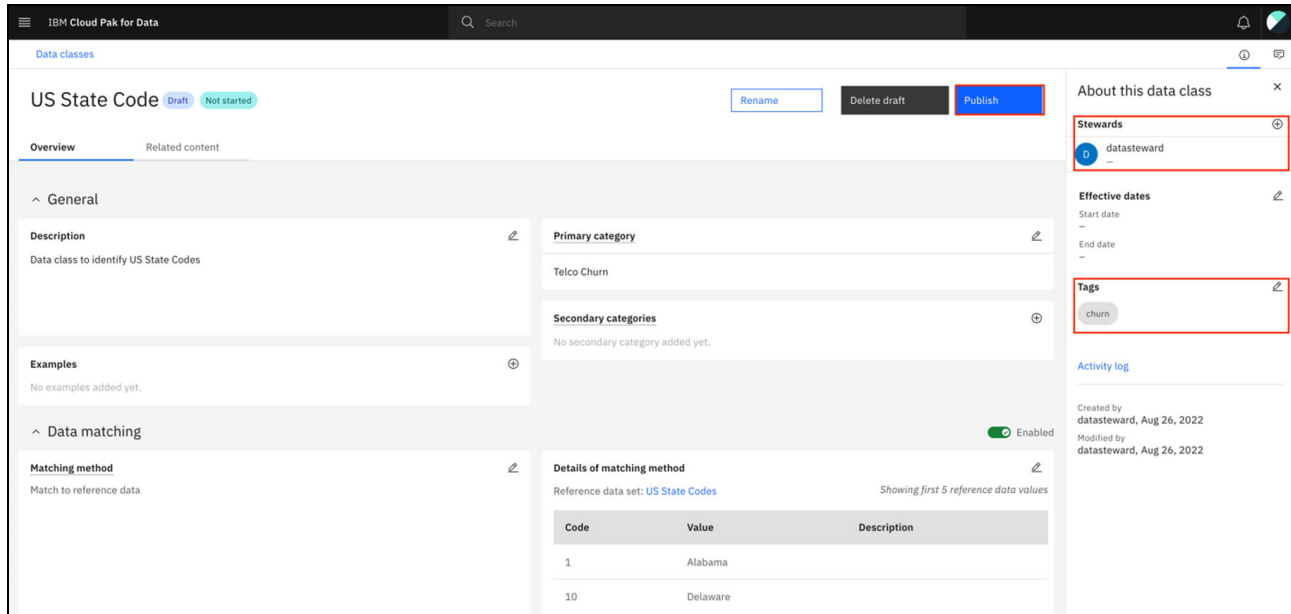 IBM Cloud Pak for Data
Search
Data classes
US State Code Draft Not started
Rename
Delete draft
Publish
Overview
Related content
General
Description
Data class to identify US State Codes
Primary category
Telco Churn
Secondary categories
No secondary category added yet.
Examples
No examples added yet.
Data matching
Enabled
Matching method
Match to reference data
Details of matching method
Reference data set: US State Codes
Showing first 5 reference data values
Code Value Description
1 Alabama
10 Delaware
About this data class
Stewards
D
datasteward
–
Effective dates
Start date
–
End date
–
Tags
churn
Activity log
Created by
datasteward, Aug 26, 2022
Modified by
datasteward, Aug 26, 2022